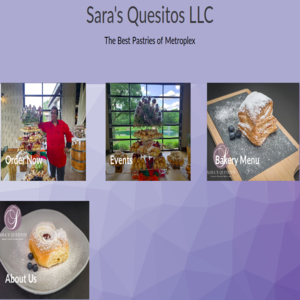 Sara's Quesitos LLC
The Best Pastries of Metroplex
Order Now
Events
Bakery Menu
About Us